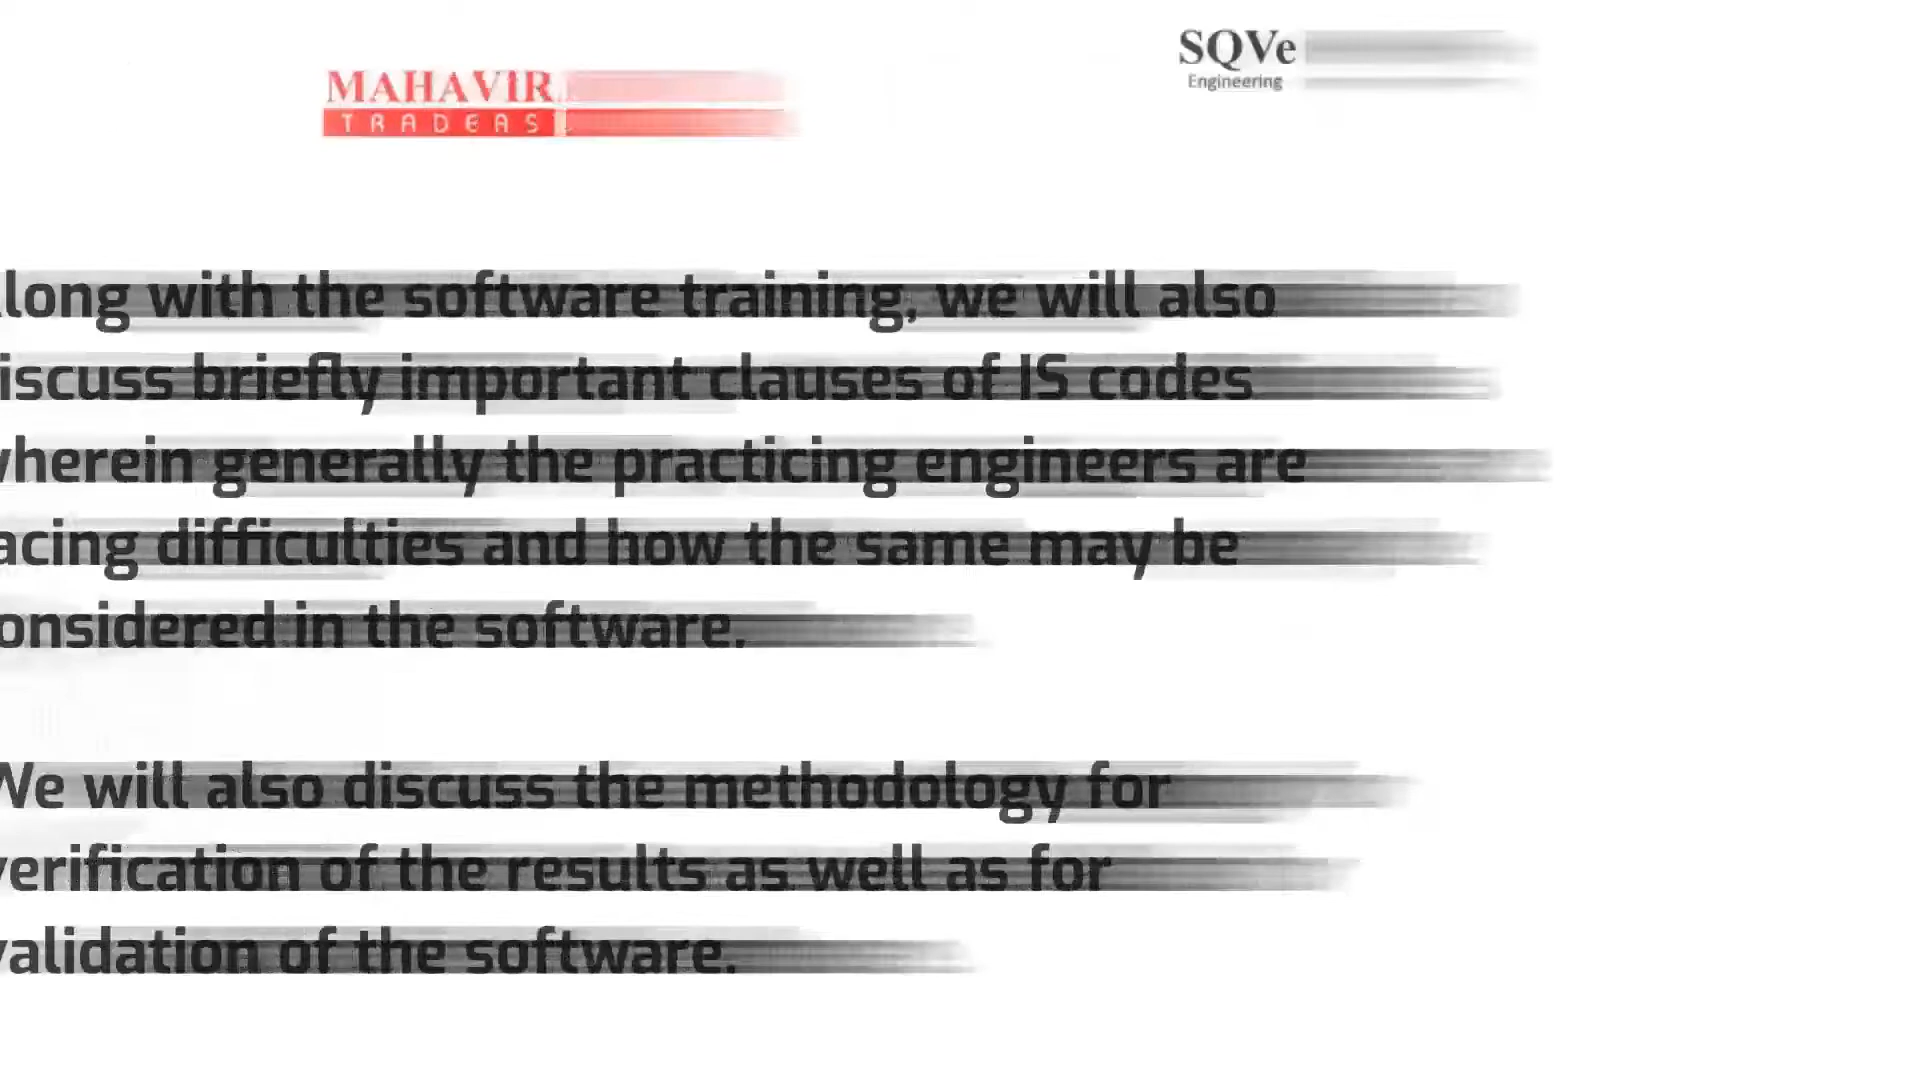 MAHAVIR
TRADERS
SQVe
Engineering
long with the software training, we will also
iscuss briefly important clauses of IS codes
wherein generally the practicing engineers are
acing difficulties and how the same may be
onsidered in the software.
We will also discuss the methodology for
verification of the results as well as for
validation of the software.